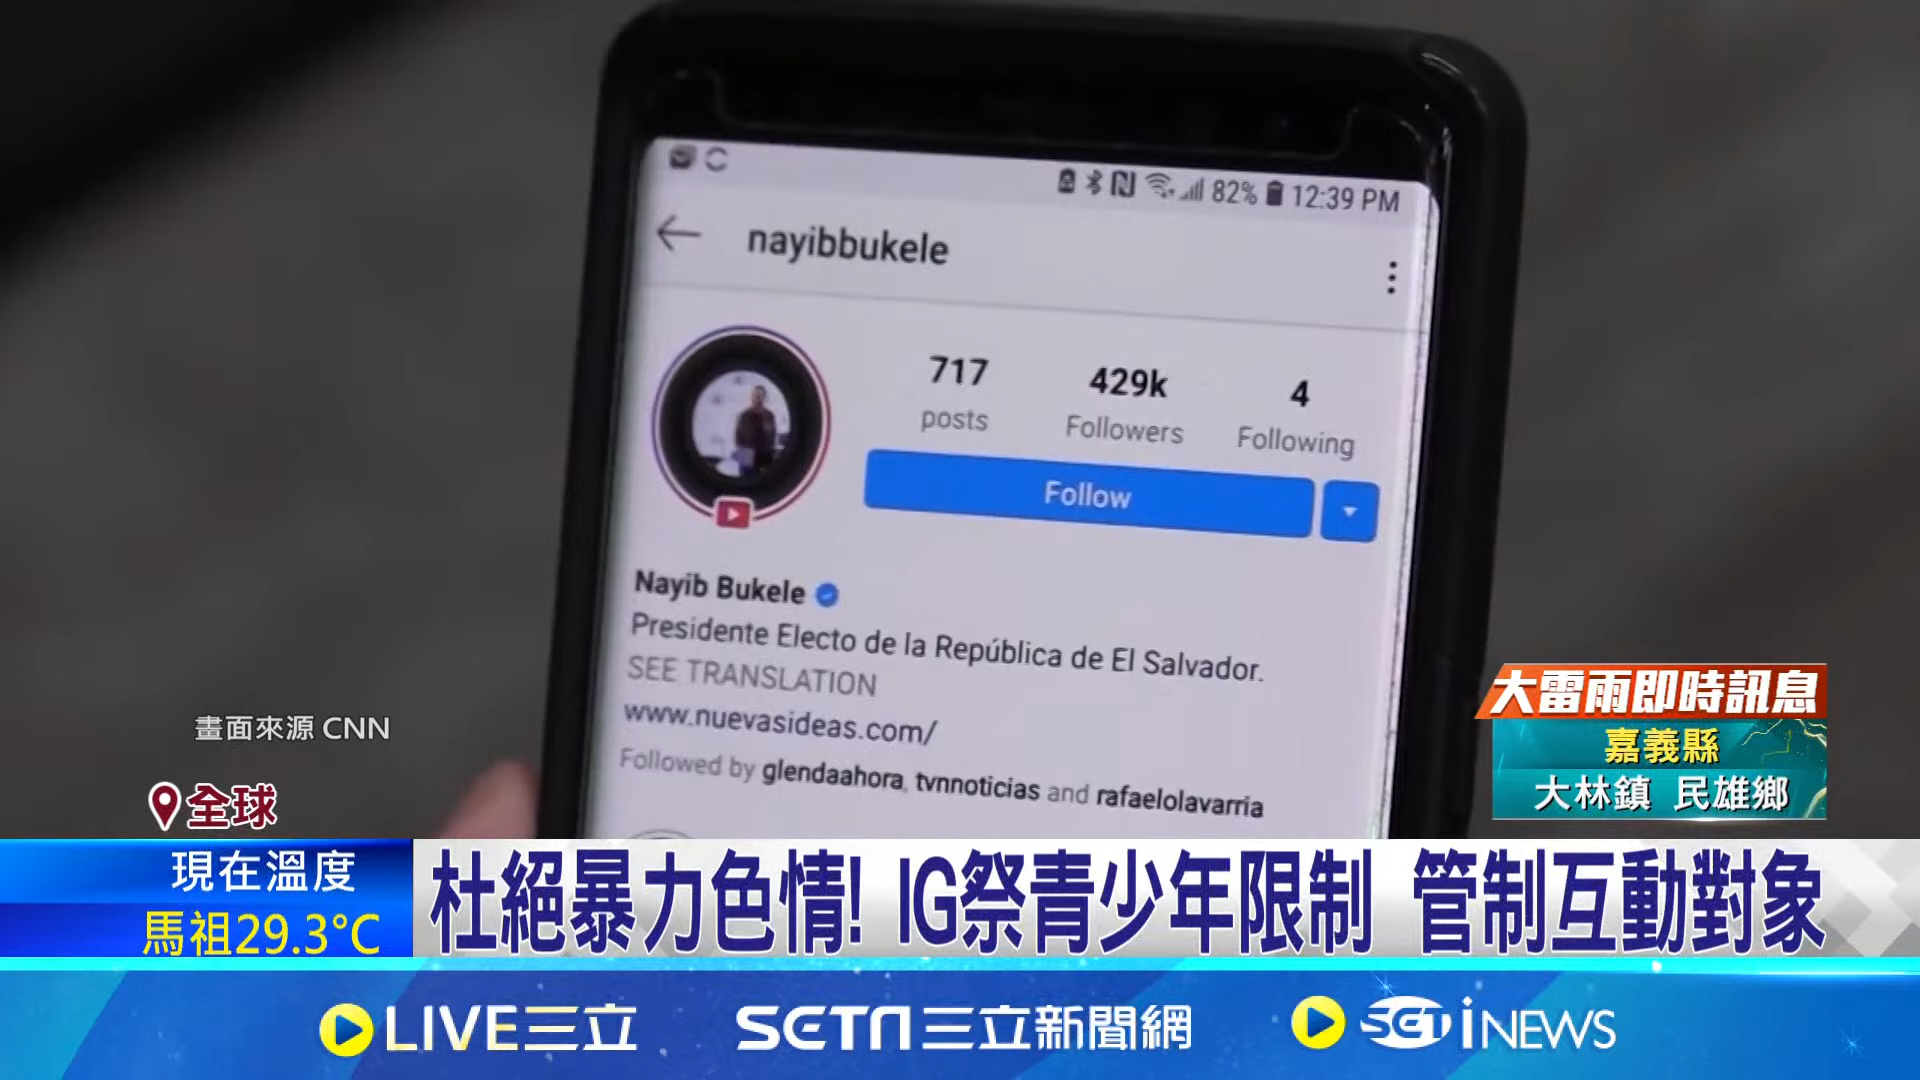 82% 12:39 PM
nayibbukele
717 429k 4
posts Followers Following
Follow
Nayib Bukele
Presidente Electo de la República de El Salvador.
SEE TRANSLATION
www.nuevasideas.com/
Followed by glendaahora, tvnnoticias and rafaelolavarria
大雷雨即時訊息
嘉義縣
大林鎮 民雄鄉
畫面來源 CNN
全球
現在溫度
馬祖29.3°C
杜絕暴力色情! IG祭青少年限制 管制互動對象
LIVE三立
SETN三立新聞網
SET iNEWS